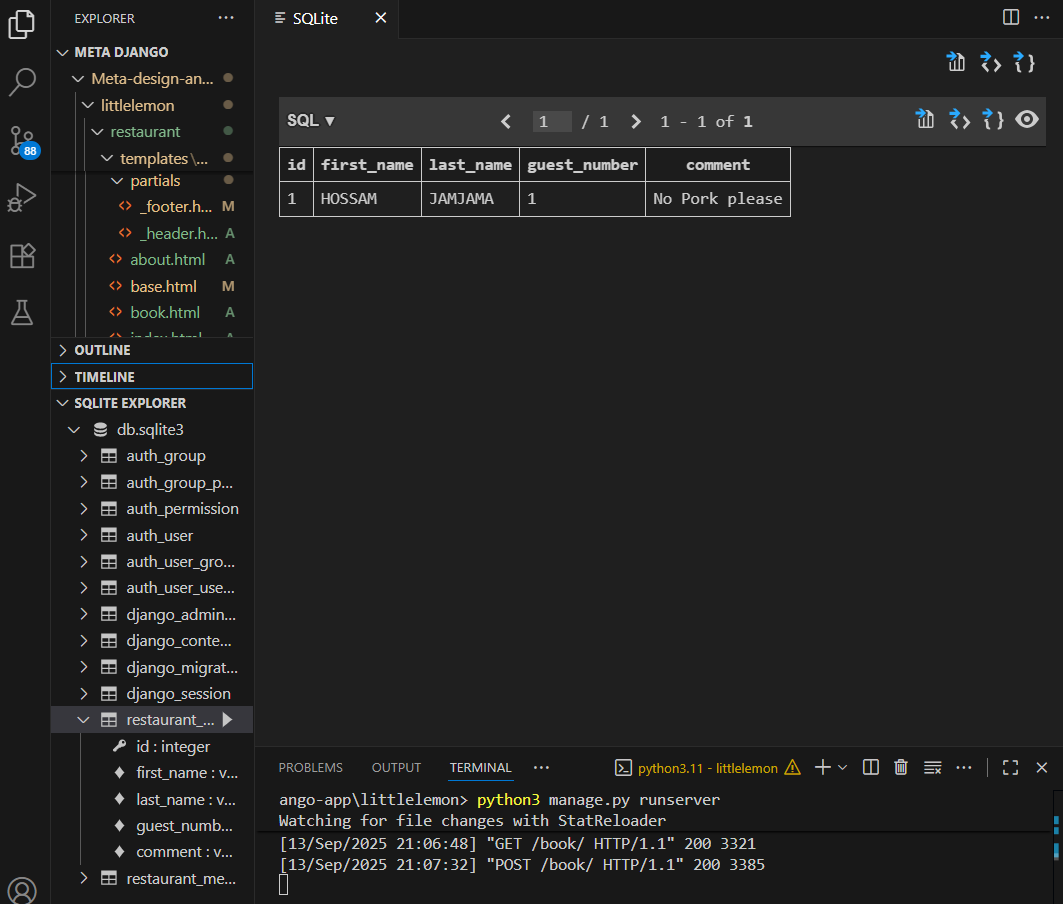 EXPLORER
META DJANGO
Meta-design-an...
littlelemon
restaurant
templates \...
partials
_footer.h... M
_header.h... A
about.html A
base.html M
book.html A
index.html A
OUTLINE
TIMELINE
SQLITE EXPLORER
db.sqlite3
auth_group
auth_group_p...
auth_permission
auth_user
auth_user_gro...
auth_user_use...
django_admin...
django_conte...
django_migrat...
django_session
restaurant_...
id : integer
first_name : v...
last_name : v...
guest_numb...
comment : v...
restaurant_me...
88
SQLite
SQL ▼ < 1 / 1 > 1 - 1 of 1
id first_name last_name guest_number comment
1 HOSSAM JAMJAMA 1 No Pork please
PROBLEMS OUTPUT TERMINAL ... python3.11 - littlelemon
ango-app\littlelemon> python3 manage.py runserver
Watching for file changes with StatReloader
[13/Sep/2025 21:06:48] "GET /book/ HTTP/1.1" 200 3321
[13/Sep/2025 21:07:32] "POST /book/ HTTP/1.1" 200 3385